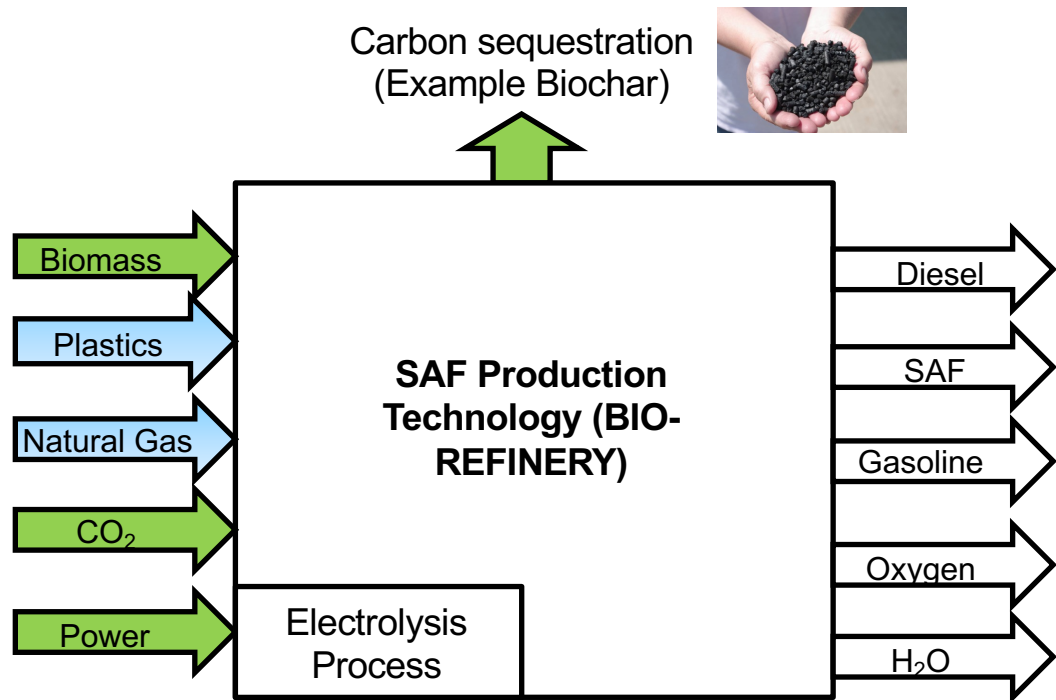 Carbon sequestration
(Example Biochar)
Biomass
Plastics
Natural Gas
CO₂
Power
SAF Production
Technology (BIO-
REFINERY)
Electrolysis
Process
Diesel
SAF
Gasoline
Oxygen
H₂O